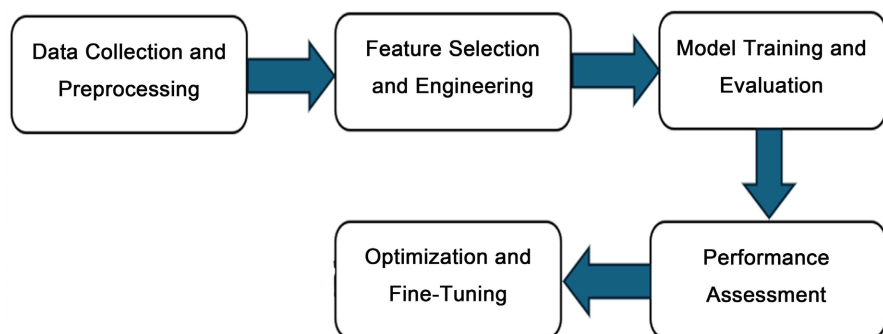 Data Collection and
Preprocessing
Feature Selection
and Engineering
Model Training and
Evaluation
Performance
Assessment
Optimization and
Fine-Tuning